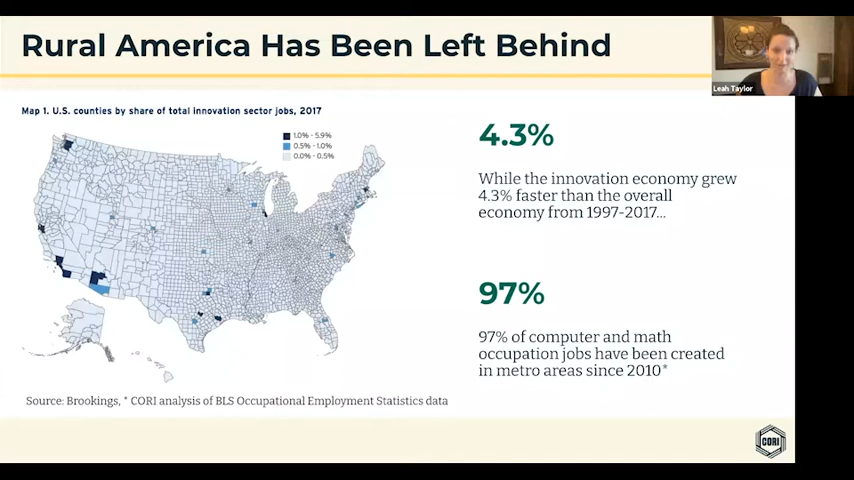 Rural America Has Been Left Behind
Leah Taylor
Map 1. U.S. counties by share of total innovation sector jobs, 2017
1.0% - 5.9%
0.5% - 1.0%
0.0% - 0.5%
4.3%
While the innovation economy grew
4.3% faster than the overall
economy from 1997-2017...
97%
97% of computer and math
occupation jobs have been created
in metro areas since 2010*
Source: Brookings, * CORI analysis of BLS Occupational Employment Statistics data
CORI